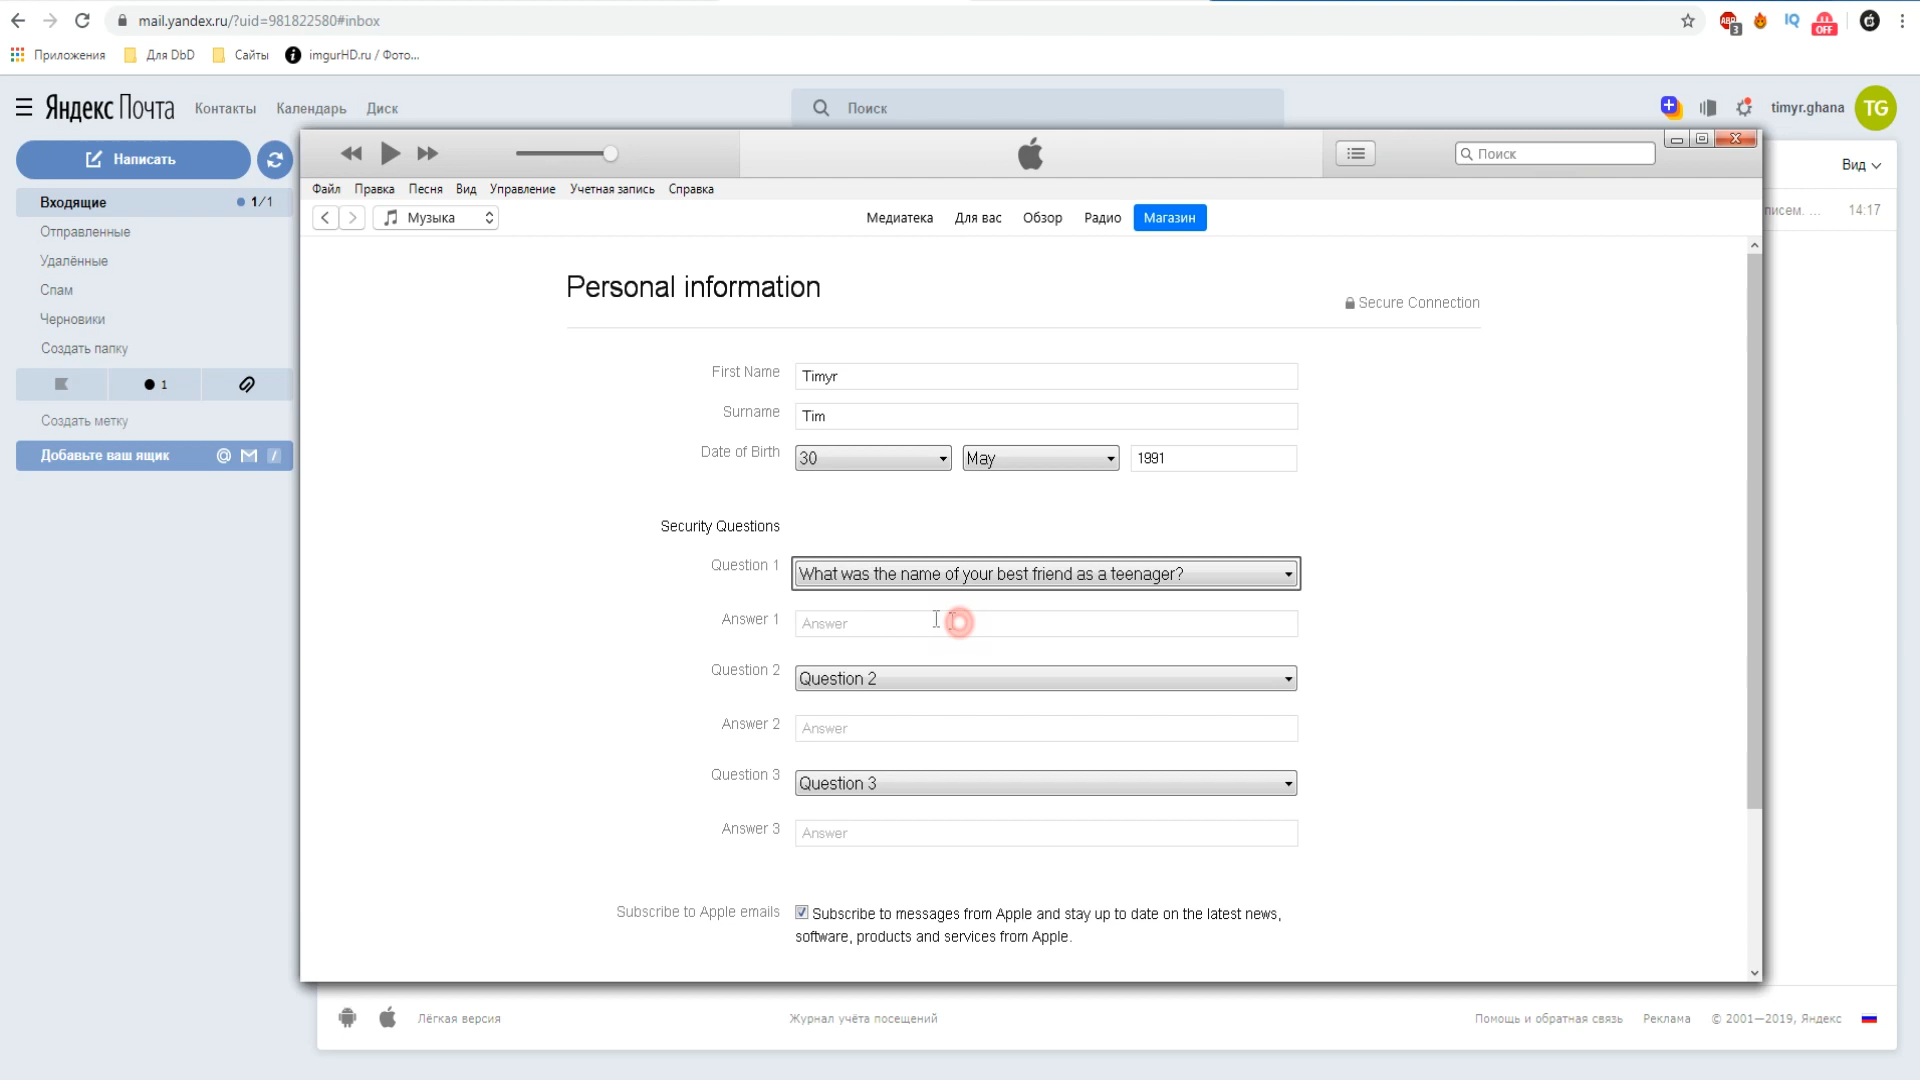 mail.yandex.ru/?uid=981822580#inbox
ABP 3 IQ OFF
Приложения Для DbD Сайты imgurHD.ru / Фото...
Яндекс Почта Контакты Календарь Диск Поиск timyr.ghana TG
Написать Поиск Вид
Файл Правка Песня Вид Управление Учетная запись Справка
Входящие 1/1
Музыка Медиатека Для вас Обзор Радио Магазин
писем. ... 14:17
Отправленные
Удалённые
Спам
Черновики
Создать папку
1
Создать метку
Добавьте ваш ящик
Personal information
Secure Connection
First Name Timyr
Surname Tim
Date of Birth 30 May 1991
Security Questions
Question 1 What was the name of your best friend as a teenager?
Answer 1 Answer
Question 2 Question 2
Answer 2 Answer
Question 3 Question 3
Answer 3 Answer
Subscribe to Apple emails Subscribe to messages from Apple and stay up to date on the latest news,
software, products and services from Apple.
Лёгкая версия Журнал учёта посещений Помощь и обратная связь Реклама © 2001—2019, Яндекс